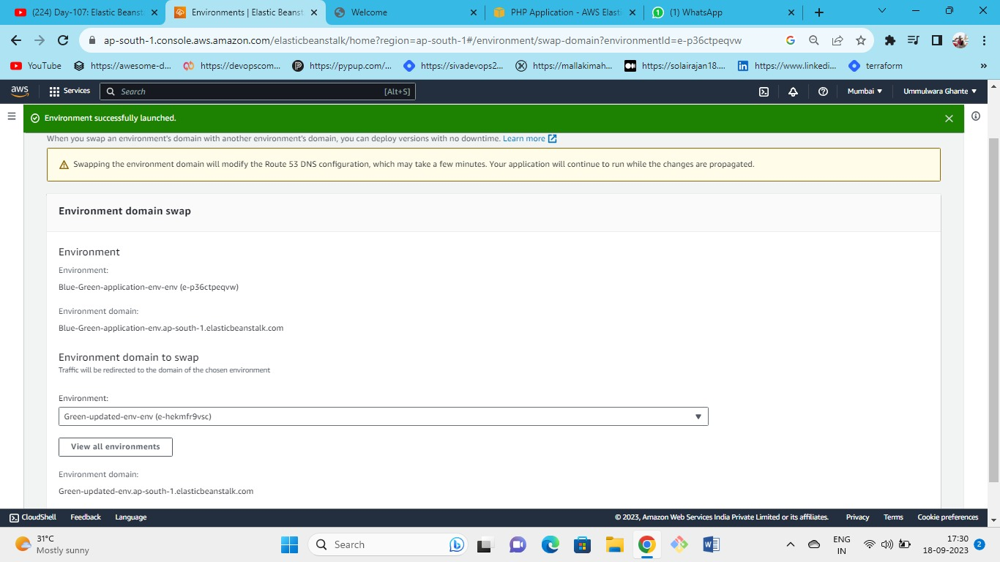 (224) Day-107: Elastic Beanst
Environments | Elastic Beanst
Welcome
PHP Application - AWS Elasti
(1) WhatsApp
ap-south-1.console.aws.amazon.com/elasticbeanstalk/home?region=ap-south-1#/environment/swap-domain?environmentId=e-p36ctpeqvw
YouTube
https://awesome-d...
https://devopscom...
https://pypup.com/...
https://sivadevops2...
https://mallakimah...
https://solairajan18....
https://www.linkedi...
terraform
»
aws
Services
Search
[Alt+S]
Mumbai
Ummulwara Ghante
Environment successfully launched.
When you swap an environment's domain with another environment's domain, you can deploy versions with no downtime. Learn more
Swapping the environment domain will modify the Route 53 DNS configuration, which may take a few minutes. Your application will continue to run while the changes are propagated.
Environment domain swap
Environment
Environment:
Blue-Green-application-env-env (e-p36ctpeqvw)
Environment domain:
Blue-Green-application-env.ap-south-1.elasticbeanstalk.com
Environment domain to swap
Traffic will be redirected to the domain of the chosen environment
Environment:
Green-updated-env-env (e-hekmfr9vsc)
View all environments
Environment domain:
Green-updated-env.ap-south-1.elasticbeanstalk.com
CloudShell
Feedback
Language
© 2023, Amazon Web Services India Private Limited or its affiliates.
Privacy
Terms
Cookie preferences
31°C
Mostly sunny
Search
ENG
IN
17:30
18-09-2023
2